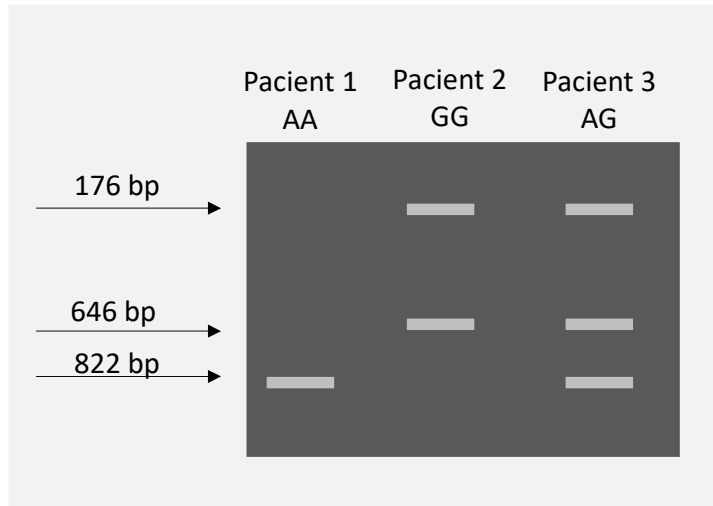 Pacient 1
AA
Pacient 2
GG
Pacient 3
AG
176 bp
646 bp
822 bp